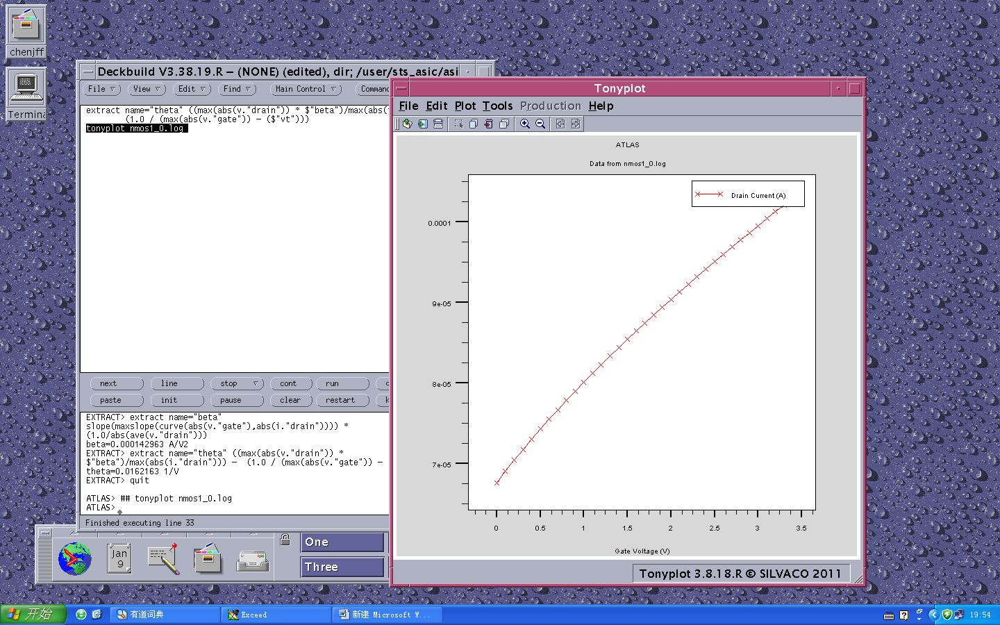 chenjff
Termina
Deckbuild V3.38.19.R – (NONE) (edited), dir; /user/sts_asic/asi
File View Edit Find Main Control Comman
extract name="theta" ((max(abs(v."drain")) * $"beta")/max(abs(
(1.0 / (max(abs(v."gate")) – ($"vt")))
tonyplot nmos1_0.log
next line stop cont run
paste init pause clear restart k
EXTRACT> extract name="beta"
slope(maxslope(curve(abs(v."gate"),abs(i."drain")))) *
(1.0/abs(ave(v."drain")))
beta=0.000142963 A/V2
EXTRACT> extract name="theta" ((max(abs(v."drain")) *
$"beta")/max(abs(i."drain"))) – (1.0 / (max(abs(v."gate")) –
theta=0.0162163 1/V
EXTRACT> quit
ATLAS> ## tonyplot nmos1_0.log
ATLAS>
Finished executing line 33
Jan
9
One
Three
Tonyplot
File Edit Plot Tools Production Help
ATLAS
Data from nmos1_0.log
Drain Current (A)
0.0001
9e-05
8e-05
7e-05
0 0.5 1 1.5 2 2.5 3 3.5
Gate Voltage (V)
Tonyplot 3.8.18.R © SILVACO 2011
开始
有道词典
Exceed
新建 Microsoft W...
19:54